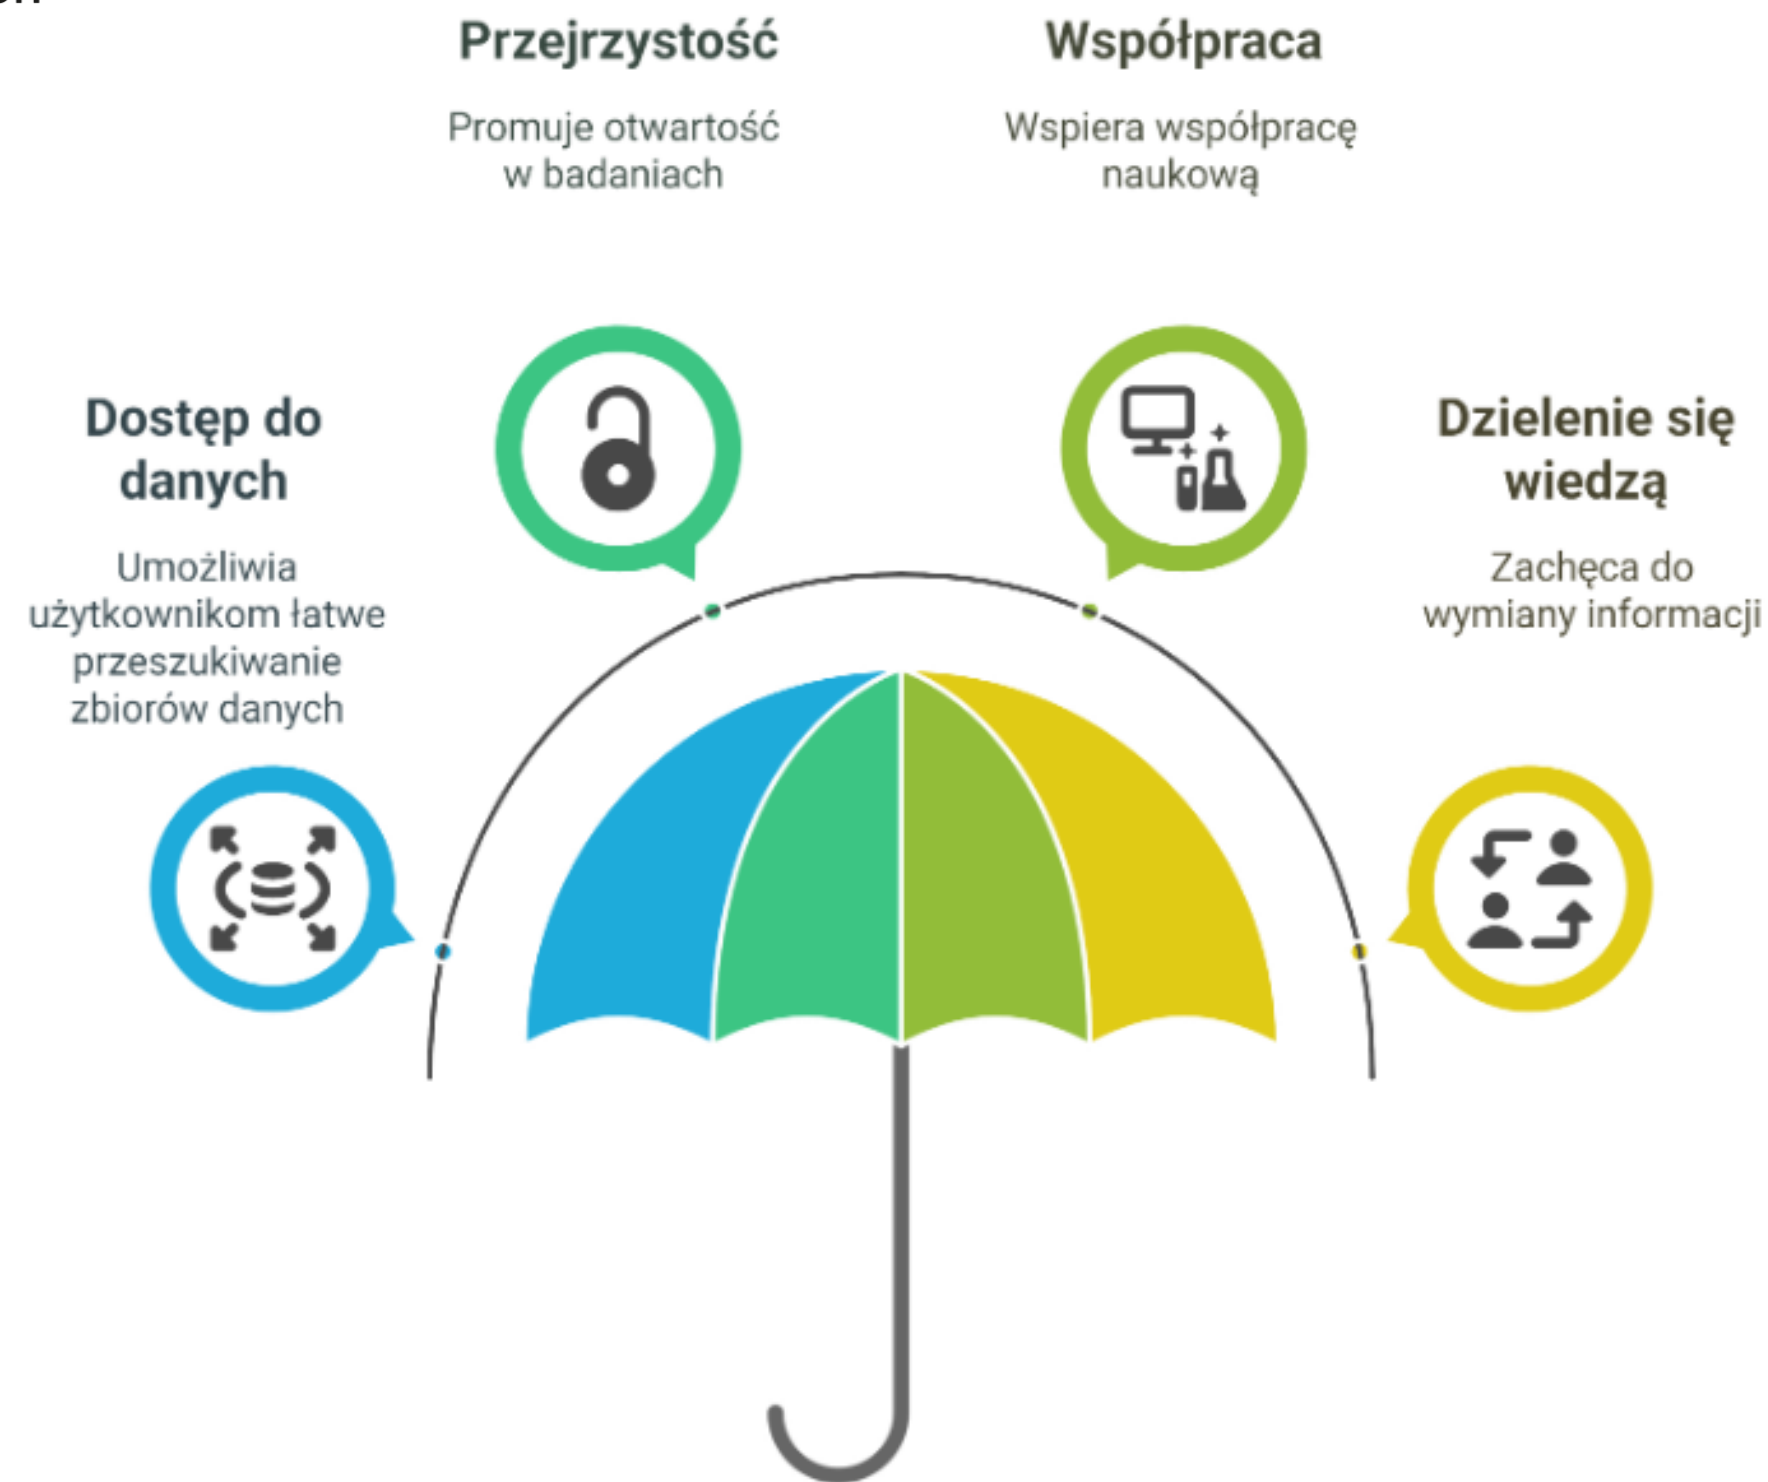 Przejrzystość
Promuje otwartość
w badaniach
Współpraca
Wspiera współpracę
naukową
Dostęp do
danych
Umożliwia
użytkownikom łatwe
przeszukiwanie
zbiorów danych
Dzielenie się
wiedzą
Zachęca do
wymiany informacji